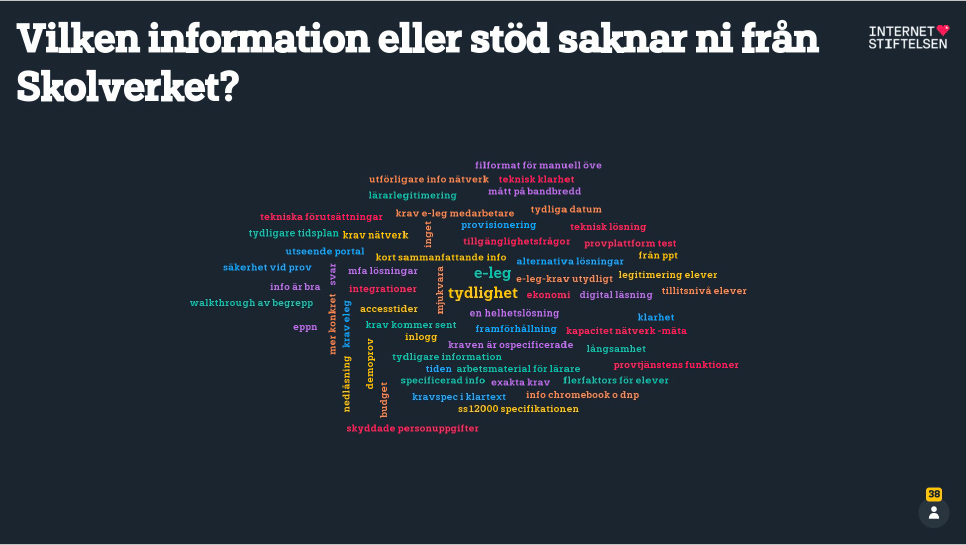 Vilken information eller stöd saknar ni från
Skolverket?
INTERNET
STIFTELSEN
filformat för manuell öve
utförligare info nätverk
teknisk klarhet
mätt på bandbredd
lärarlegitimering
tydliga datum
krav e-leg medarbetare
tekniska förutsättningar
inget
provisionering
teknisk lösning
tydligare tidsplan
krav nätverk
tillgänglighetsfrågor
provplattform test
utseende portal
kort sammanfattande info
från ppt
alternativa lösningar
säkerhet vid prov
svar
mfa lösningar
mjukvara
e-leg
e-leg-krav utydligt
legitimering elever
info är bra
integrationer
tydlighet
ekonomi
digital läsning
tillitsnivå elever
walkthrough av begrepp
mer konkret
krav eleg
accesstider
en helhetslösning
klarhet
eppn
krav kommer sent
framförhållning
kapacitet nätverk -mäta
inlogg
kraven är ospecificerade
långsamhet
demoprov
tydligare information
provtjänstens funktioner
nedläsning
tiden
arbetsmaterial för lärare
budget
specificerad info
exakta krav
flerfaktors för elever
kravspec i klartext
info chromebook o dnp
ss12000 specifikationen
skyddade personuppgifter
38